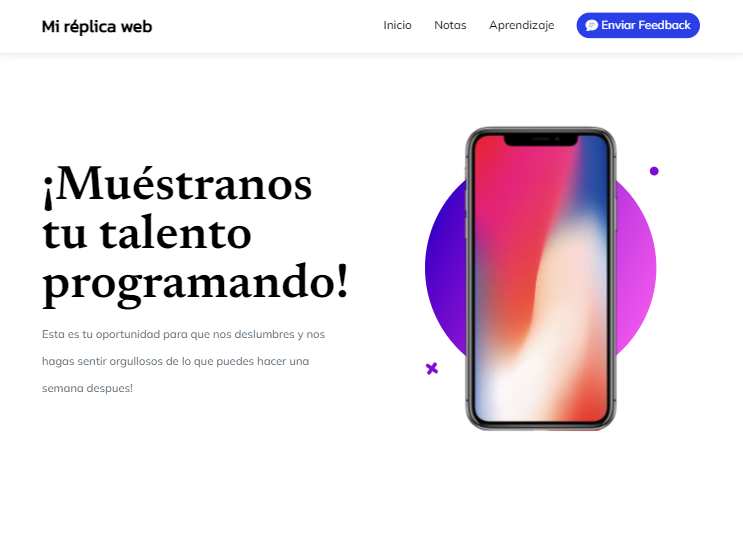 Mi réplica web
Inicio
Notas
Aprendizaje
Enviar Feedback
¡Muéstranos
tu talento
programando!
Esta es tu oportunidad para que nos deslumbres y nos
hagas sentir orgullosos de lo que puedes hacer una
semana despues!